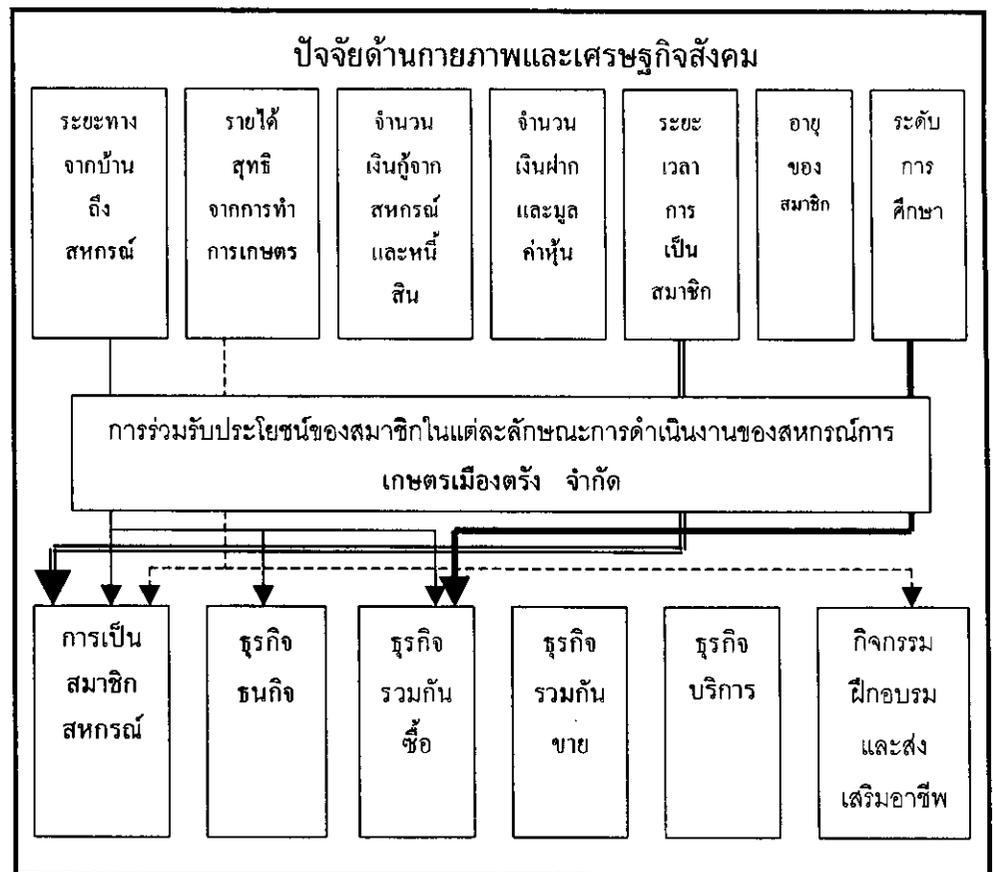 ปัจจัยด้านกายภาพและเศรษฐกิจสังคม
ระยะทาง
จากบ้าน
ถึง
สหกรณ์
รายได้
สุทธิ
จากการทำ
การเกษตร
จำนวน
เงินกู้จาก
สหกรณ์
และหนี้
สิน
จำนวน
เงินฝาก
และมูล
ค่าหุ้น
ระยะ
เวลา
การ
เป็น
สมาชิก
อายุ
ของ
สมาชิก
ระดับ
การ
ศึกษา
การร่วมรับประโยชน์ของสมาชิกในแต่ละลักษณะการดำเนินงานของสหกรณ์การ
เกษตรเมืองตรัง จำกัด
การเป็น
สมาชิก
สหกรณ์
ธุรกิจ
ธนกิจ
ธุรกิจ
รวมกัน
ซื้อ
ธุรกิจ
รวมกัน
ขาย
ธุรกิจ
บริการ
กิจกรรม
ฝึกอบรม
และส่ง
เสริมอาชีพ